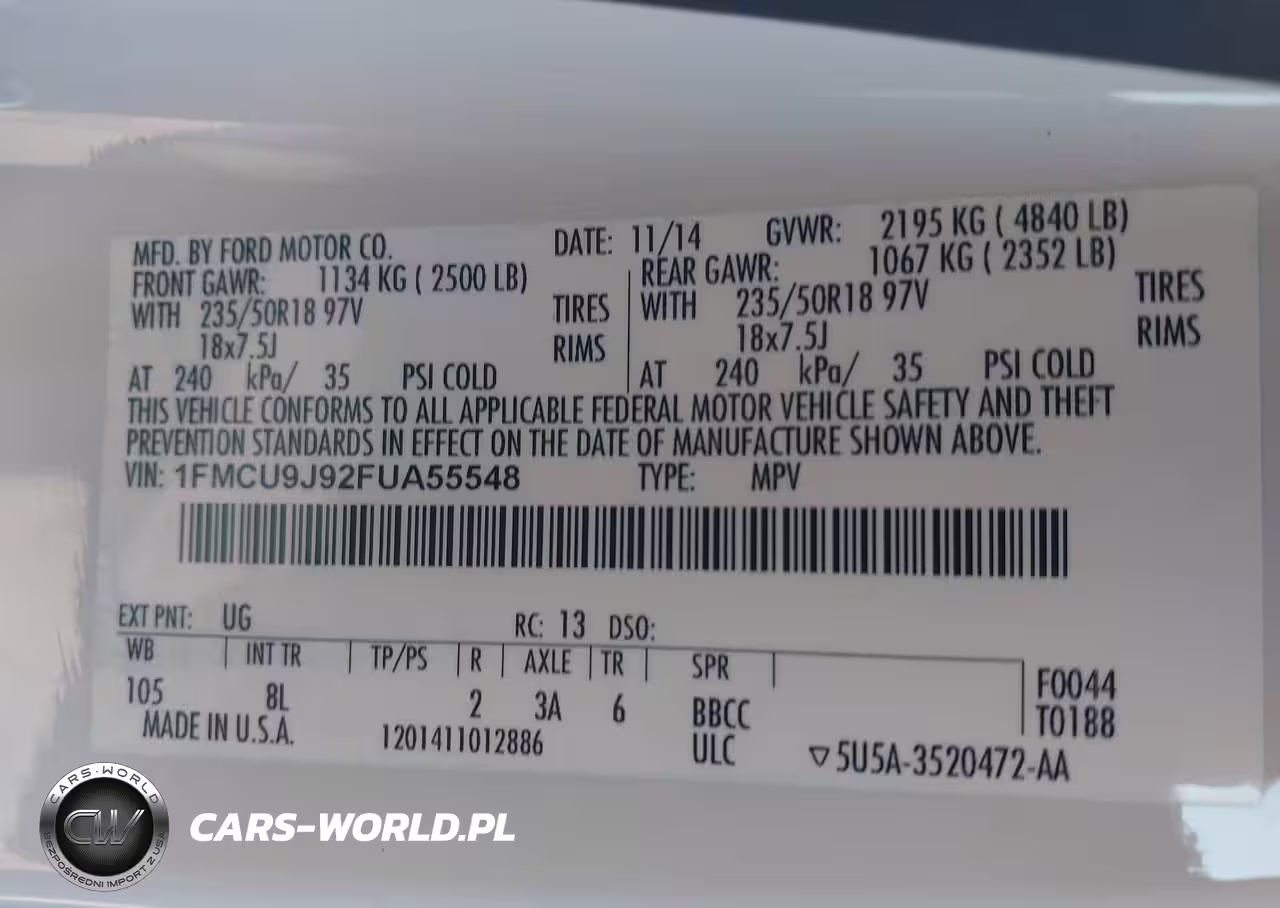 MFD. BY FORD MOTOR CO. DATE: 11/14 GVWR: 2195 KG ( 4840 LB)
FRONT GAWR: 1134 KG ( 2500 LB) REAR GAWR: 1067 KG ( 2352 LB)
WITH 235/50R18 97V TIRES WITH 235/50R18 97V TIRES
18x7.5J RIMS 18x7.5J RIMS
AT 240 kPa/ 35 PSI COLD AT 240 kPa/ 35 PSI COLD
THIS VEHICLE CONFORMS TO ALL APPLICABLE FEDERAL MOTOR VEHICLE SAFETY AND THEFT
PREVENTION STANDARDS IN EFFECT ON THE DATE OF MANUFACTURE SHOWN ABOVE.
VIN: 1FMCU9J92FUA55548 TYPE: MPV
EXT PNT: UG RC: 13 DSO:
WB INT TR TP/PS R AXLE TR SPR F0044
105 8L 2 3A 6 BBCC T0188
MADE IN U.S.A. 1201411012886 ULC ▽5U5A-3520472-AA
CARS-WORLD
CW
BEZPOŚREDNI IMPORT Z USA
CARS-WORLD.PL